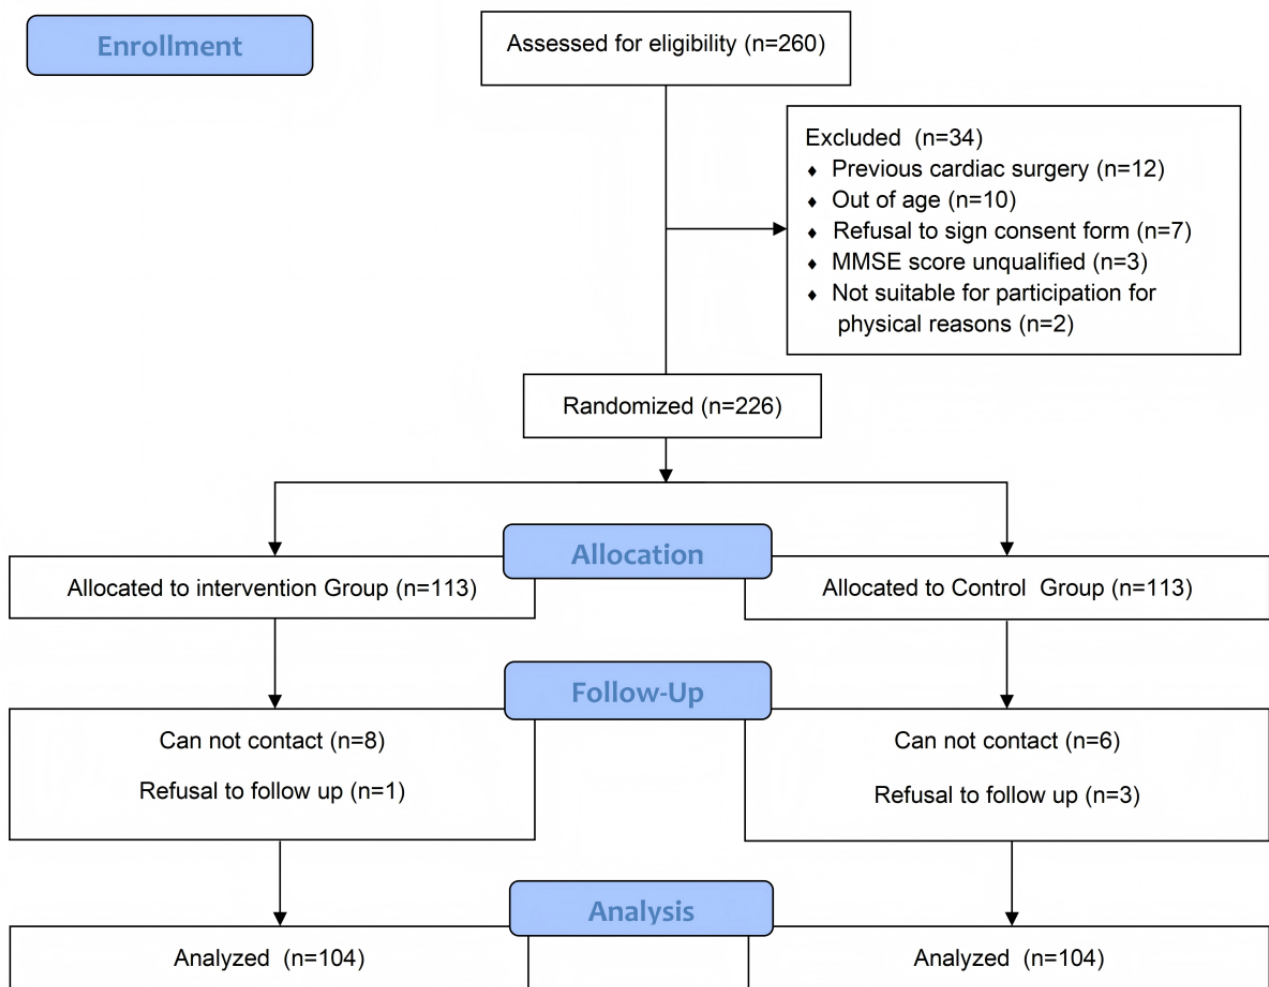 Enrollment
Assessed for eligibility (n=260)
Excluded (n=34)
♦ Previous cardiac surgery (n=12)
♦ Out of age (n=10)
♦ Refusal to sign consent form (n=7)
♦ MMSE score unqualified (n=3)
♦ Not suitable for participation for
physical reasons (n=2)
Randomized (n=226)
Allocation
Allocated to intervention Group (n=113)
Allocated to Control Group (n=113)
Follow-Up
Can not contact (n=8)
Refusal to follow up (n=1)
Can not contact (n=6)
Refusal to follow up (n=3)
Analysis
Analyzed (n=104)
Analyzed (n=104)